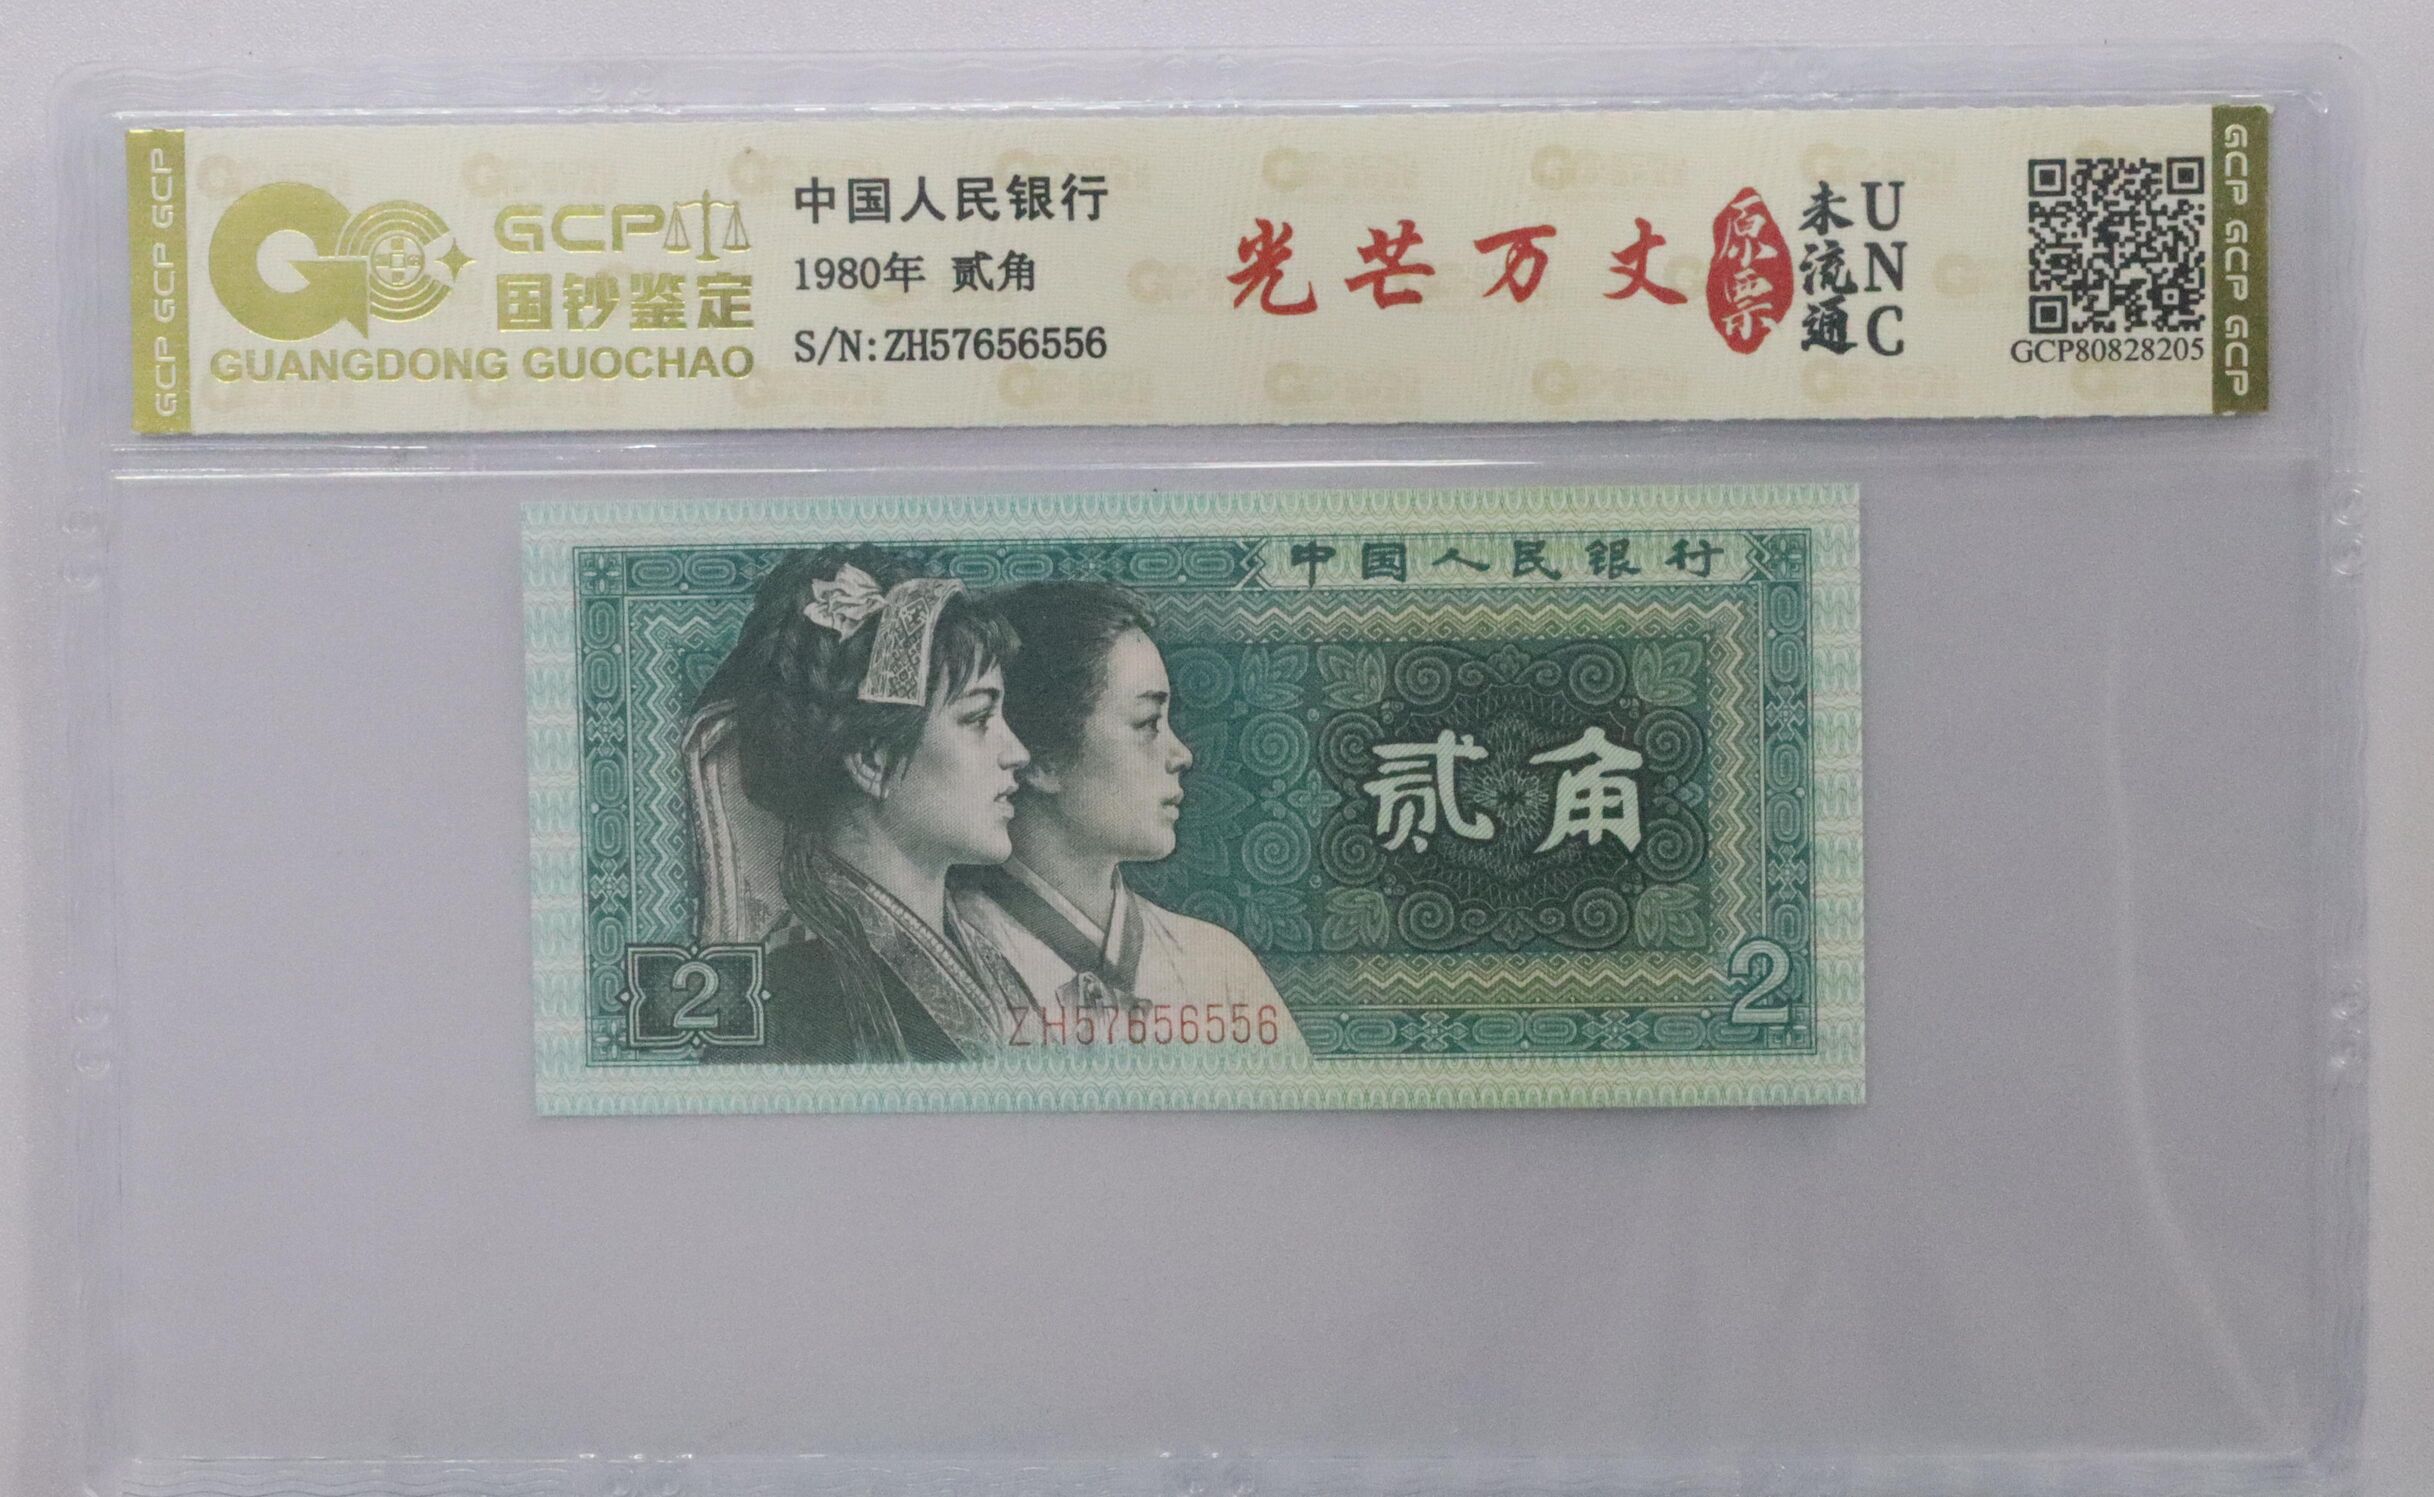 GCP GCP GCP
GCP
国钞鉴定
GUANGDONG GUOCHAO
中国人民银行
1980年 贰角
S/N:ZH57656556
光芒万丈
原票
未流通
UNC
GCP80828205
GCP GCP GCP
中国人民银行
贰角
2
ZH57656556
2